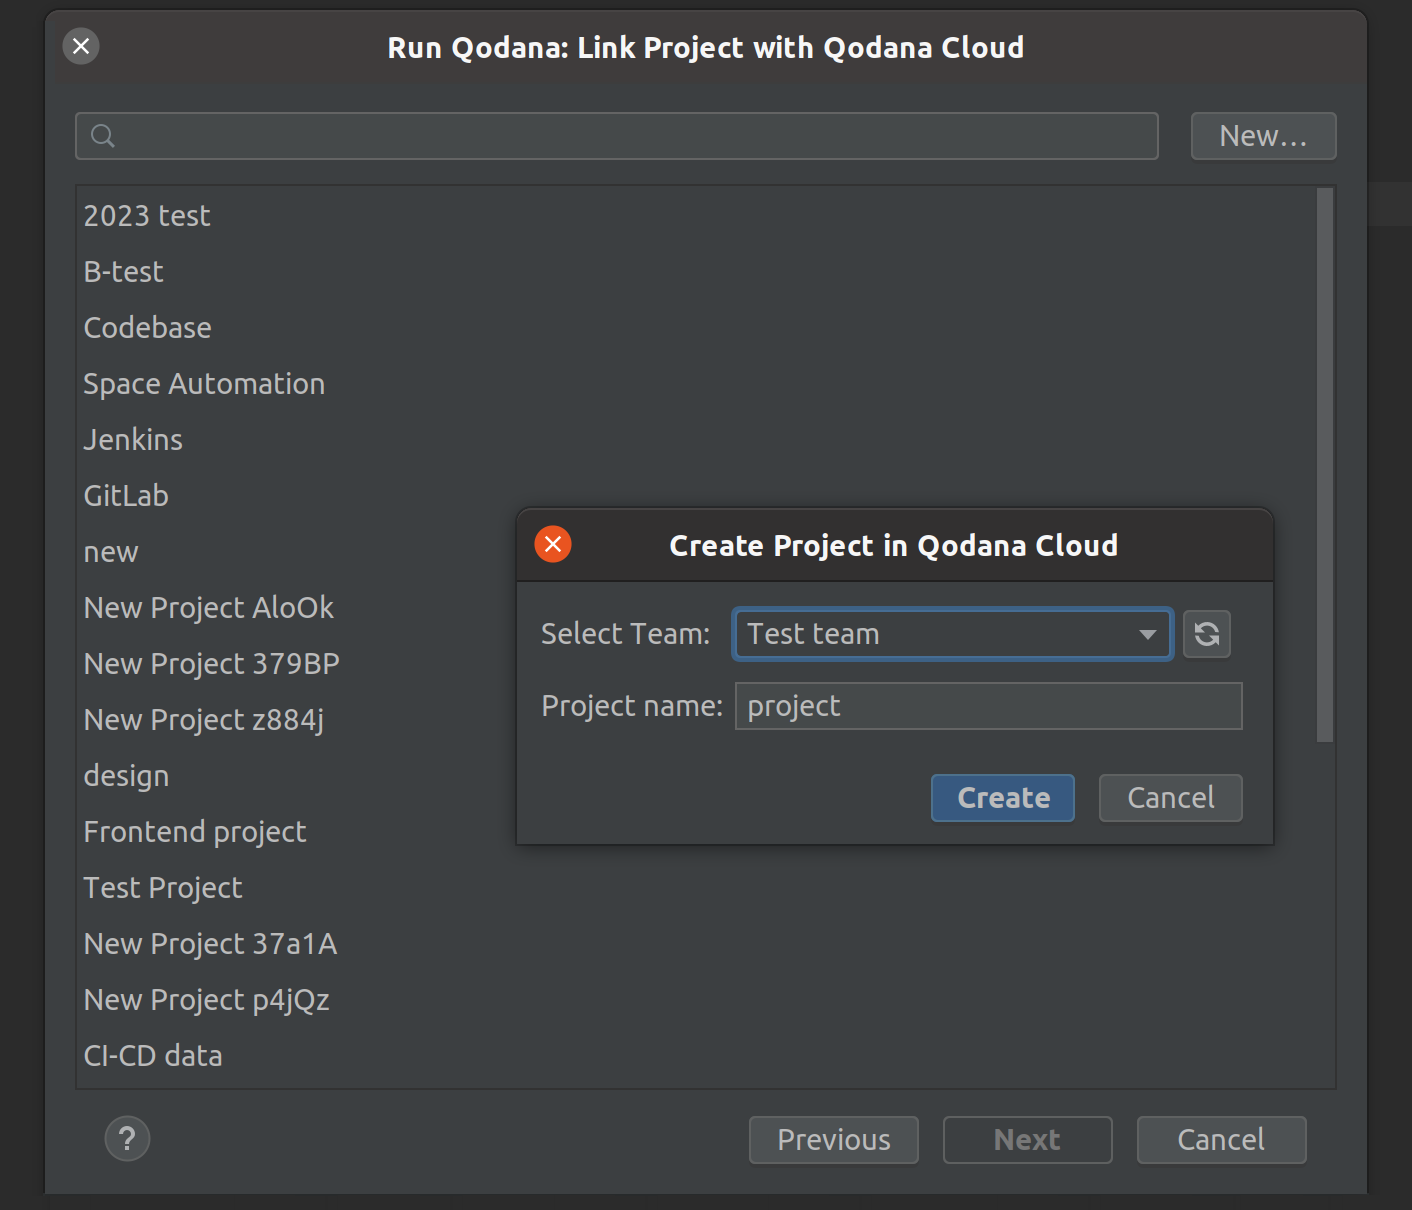 Run Qodana: Link Project with Qodana Cloud
New...
2023 test
B-test
Codebase
Space Automation
Jenkins
GitLab
new
New Project AloOk
New Project 379BP
New Project z884j
design
Frontend project
Test Project
New Project 37a1A
New Project p4jQz
CI-CD data
Create Project in Qodana Cloud
Select Team: Test team
Project name: project
Create Cancel
? Previous Next Cancel